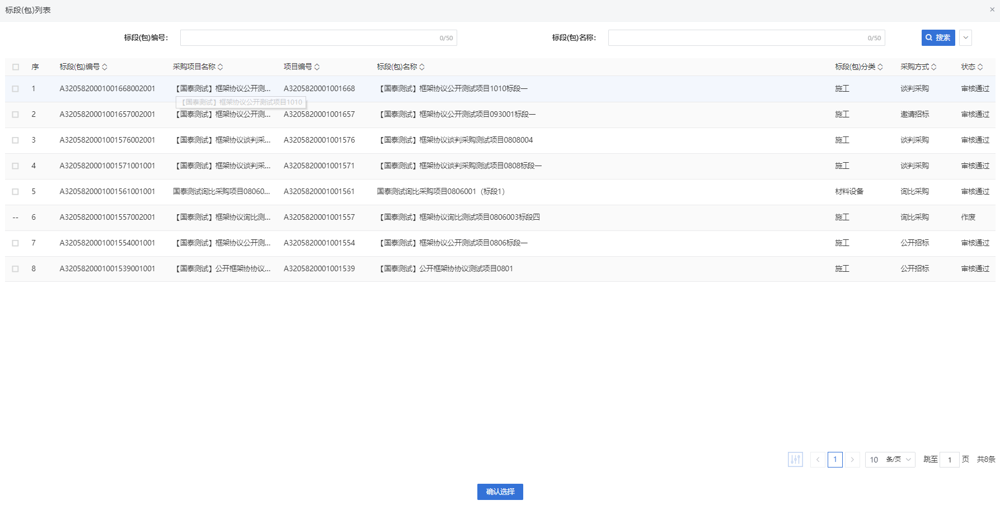 标段(包)列表 ×
标段(包)编号： 0/50 标段(包)名称： 0/50 搜索
序 标段(包)编号 采购项目名称 项目编号 标段(包)名称 标段(包)分类 采购方式 状态
1 A3205820001001668002001 【国泰测试】框架协议公开测... A3205820001001668 【国泰测试】框架协议公开测试项目1010标段一 施工 谈判采购 审核通过
【国泰测试】框架协议公开测试项目1010
2 A3205820001001657002001 【国泰测试】框架协议公开测... A3205820001001657 【国泰测试】框架协议公开测试项目093001标段一 施工 邀请招标 审核通过
3 A3205820001001576002001 【国泰测试】框架协议谈判采... A3205820001001576 【国泰测试】框架协议谈判采购测试项目0808004 施工 谈判采购 审核通过
4 A3205820001001571001001 【国泰测试】框架协议谈判采... A3205820001001571 【国泰测试】框架协议谈判采购测试项目0808标段一 施工 谈判采购 审核通过
5 A3205820001001561001001 国泰测试询比采购项目08060... A3205820001001561 国泰测试询比采购项目0806001（标段1） 材料设备 询比采购 审核通过
-- 6 A3205820001001557002001 【国泰测试】框架协议询比测... A3205820001001557 【国泰测试】框架协议询比测试项目0806003标段四 施工 询比采购 作废
7 A3205820001001554001001 【国泰测试】框架协议公开测... A3205820001001554 【国泰测试】框架协议公开测试项目0806标段一 施工 公开招标 审核通过
8 A3205820001001539001001 【国泰测试】公开框架协协议... A3205820001001539 【国泰测试】公开框架协协议测试项目0801 施工 公开招标 审核通过
1 10 条/页 跳至 1 页 共8条
确认选择